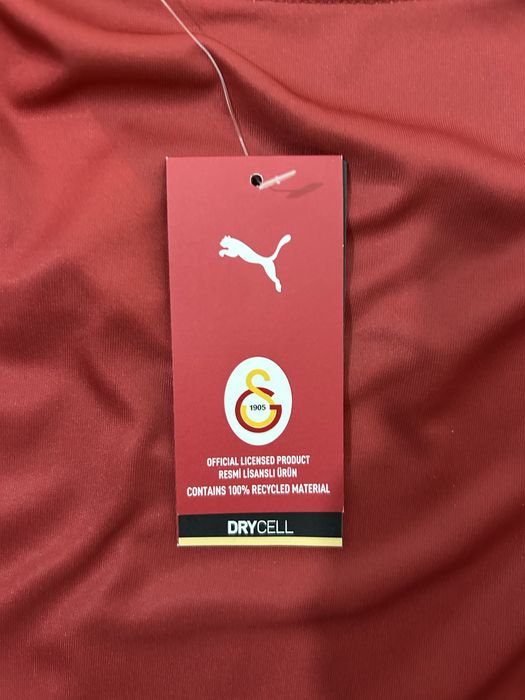 1905
OFFICIAL LICENSED PRODUCT
RESMİ LİSANSLI ÜRÜN
CONTAINS 100% RECYCLED MATERIAL
DRYCELL